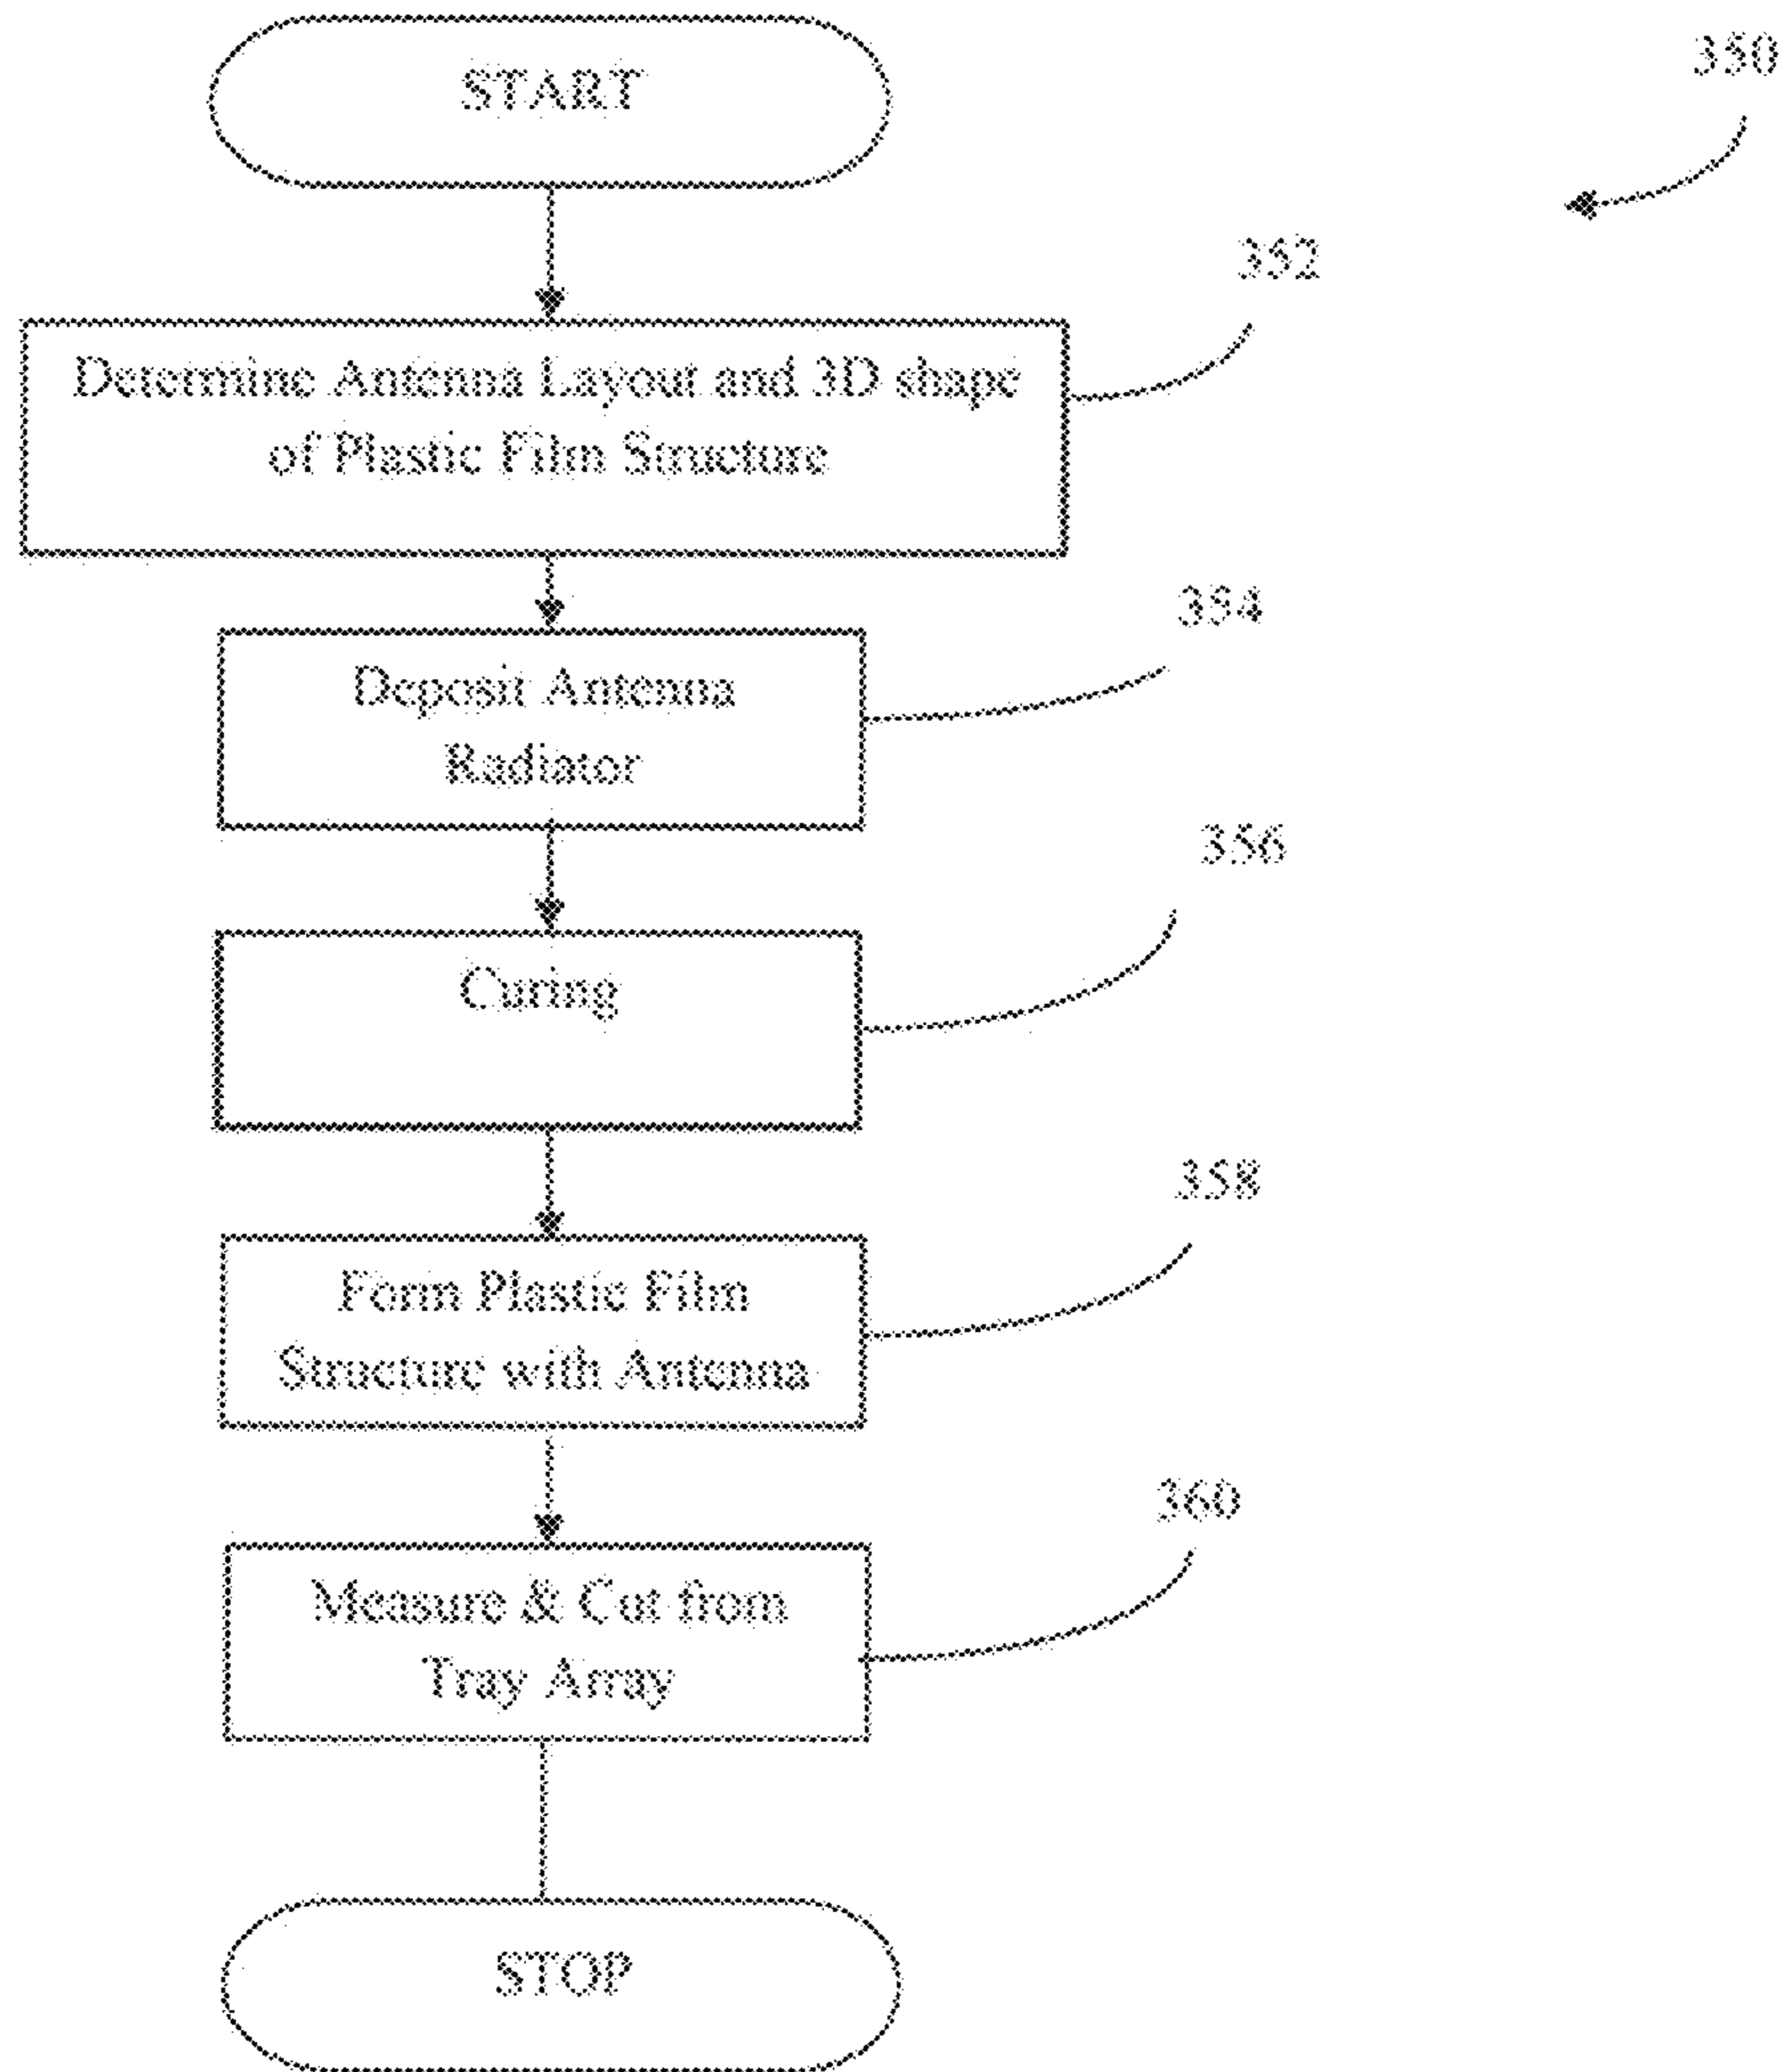 START
350
352
Determine Antenna Layout and 3D shape
of Plastic Film Structure
354
Deposit Antenna
Radiator
356
Curing
358
Form Plastic Film
Structure with Antenna
360
Measure & Cut from
Tray Array
STOP